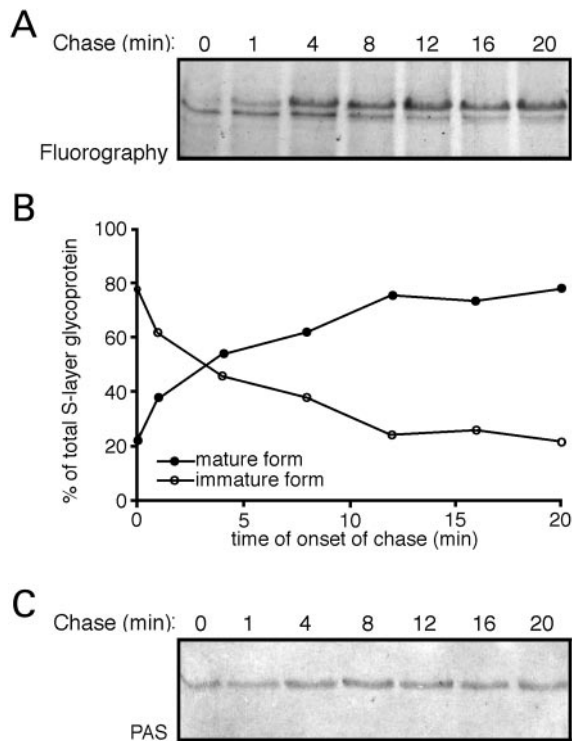 A
Chase (min): 0 1 4 8 12 16 20
Fluorography
B
% of total S-layer glycoprotein
100
80
60
40
20
0
mature form
immature form
0 5 10 15 20
time of onset of chase (min)
C
Chase (min): 0 1 4 8 12 16 20
PAS